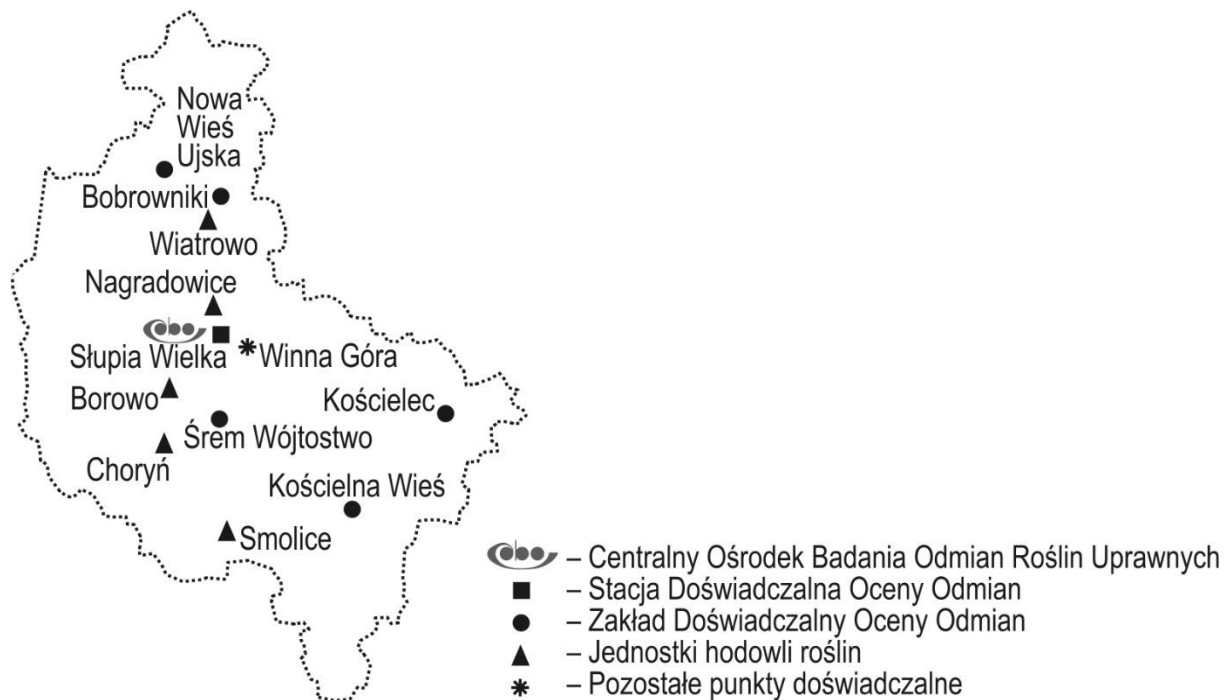 Nowa
Wieś
Ujska
Bobrowniki
Wiatrowo
Nagradowice
Słupia Wielka
Winna Góra
Borowo
Kościelec
Śrem Wójtostwo
Choryń
Kościelna Wieś
Smolice
– Centralny Ośrodek Badania Odmian Roślin Uprawnych
– Stacja Doświadczalna Oceny Odmian
– Zakład Doświadczalny Oceny Odmian
– Jednostki hodowli roślin
– Pozostałe punkty doświadczalne